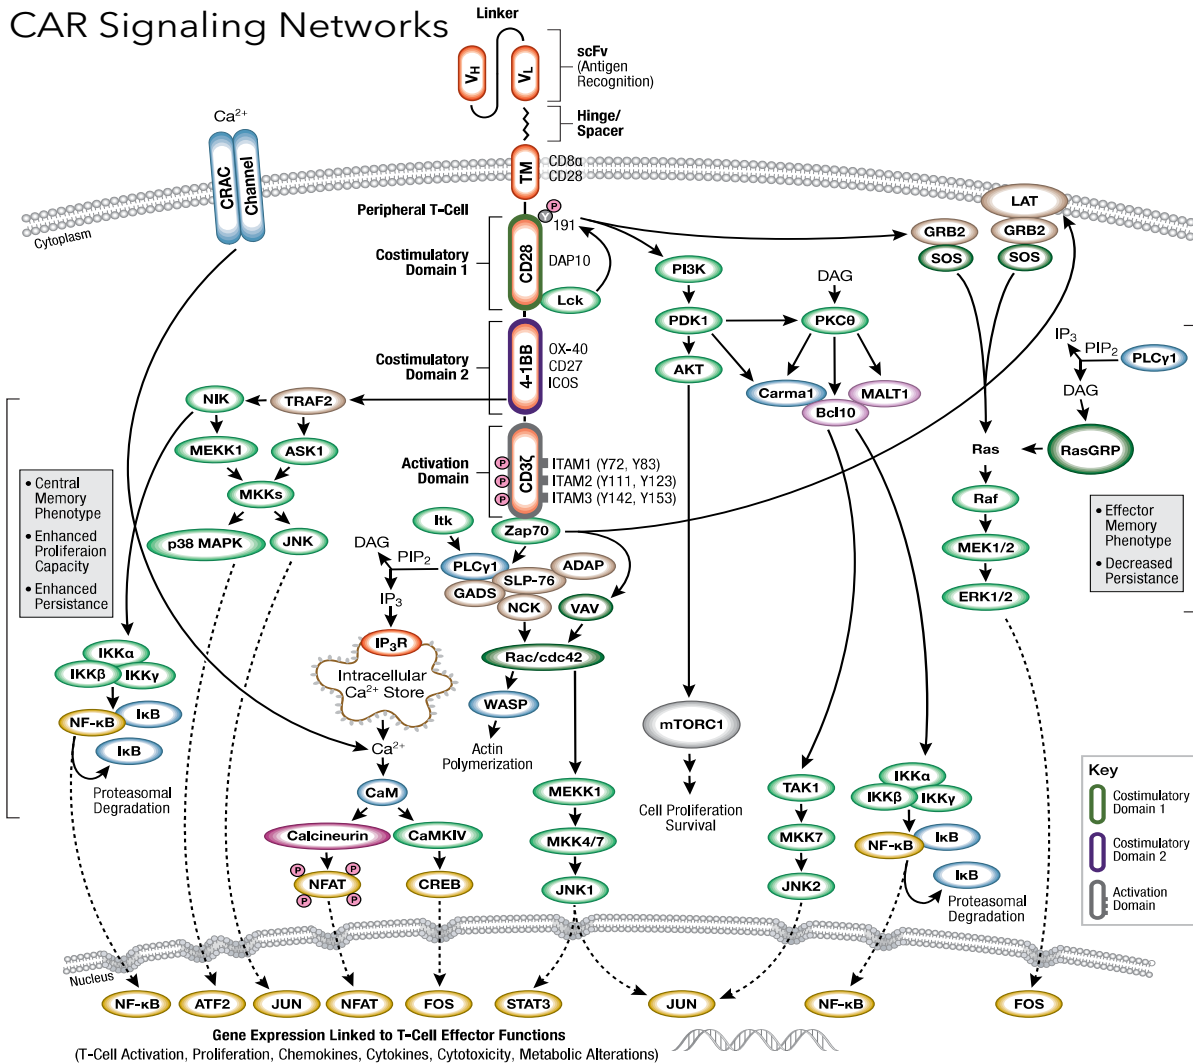 CAR Signaling Networks
Linker
VH
VL
scFv
(Antigen
Recognition)
Hinge/
Spacer
Ca2+
CRAC
Channel
TM
CD8α
CD28
Cytoplasm
Peripheral T-Cell
P
Y
191
Costimulatory
Domain 1
CD28
DAP10
Lck
LAT
GRB2
SOS
GRB2
SOS
PI3K
DAG
PDK1
PKCθ
AKT
Carma1
MALT1
Bcl10
IP3
PIP2
PLCγ1
DAG
Costimulatory
Domain 2
4-1BB
OX-40
CD27
ICOS
NIK
TRAF2
MEKK1
ASK1
MKKs
p38 MAPK
JNK
Activation
Domain
CD3ζ
P
P
P
ITAM1 (Y72, Y83)
ITAM2 (Y111, Y123)
ITAM3 (Y142, Y153)
Ras
RasGRP
Raf
MEK1/2
ERK1/2
• Central
Memory
Phenotype
• Enhanced
Proliferaion
Capacity
• Enhanced
Persistance
• Effector
Memory
Phenotype
• Decreased
Persistance
Itk
Zap70
DAG
PIP2
PLCγ1
SLP-76
ADAP
GADS
NCK
VAV
IP3
IP3R
Intracellular
Ca2+ Store
Rac/cdc42
WASP
Actin
Polymerization
mTORC1
Cell Proliferation
Survival
IKKα
IKKβ
IKKγ
NF-κB
IκB
IκB
Proteasomal
Degradation
Ca2+
CaM
Calcineurin
CaMKIV
P
P
NFAT
P
P
CREB
MEKK1
MKK4/7
JNK1
TAK1
MKK7
JNK2
IKKα
IKKβ
IKKγ
NF-κB
IκB
IκB
Proteasomal
Degradation
Key
Costimulatory
Domain 1
Costimulatory
Domain 2
Activation
Domain
Nucleus
NF-κB
ATF2
JUN
NFAT
FOS
STAT3
JUN
NF-κB
FOS
Gene Expression Linked to T-Cell Effector Functions
(T-Cell Activation, Proliferation, Chemokines, Cytokines, Cytotoxicity, Metabolic Alterations)